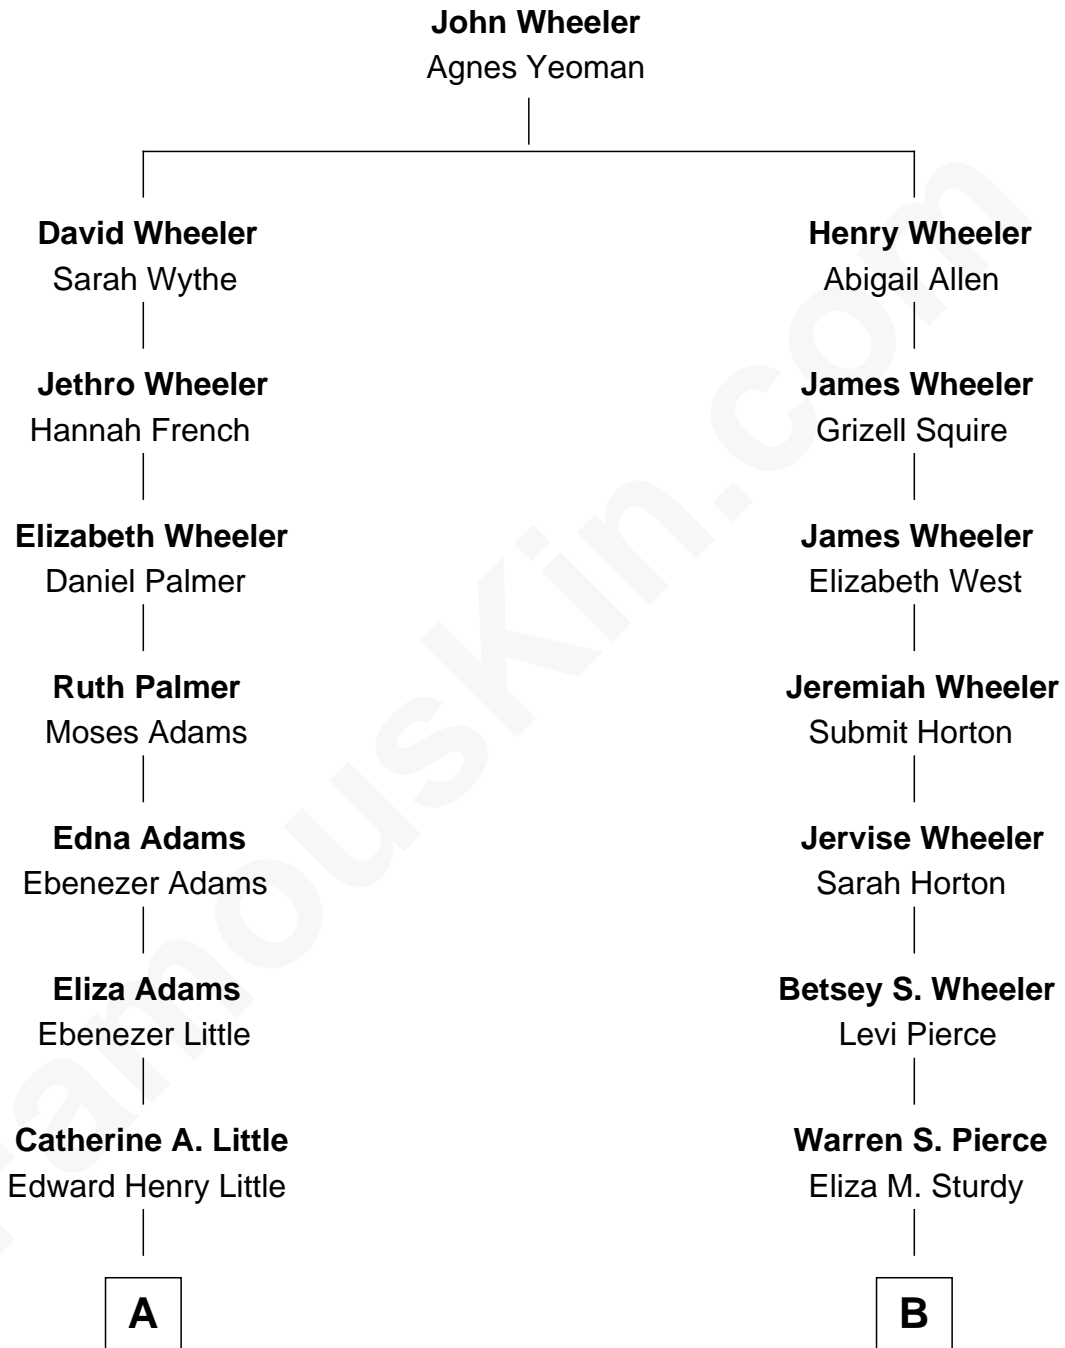 John Wheeler
Agnes Yeoman
David Wheeler
Sarah Wythe
Henry Wheeler
Abigail Allen
Jethro Wheeler
Hannah French
James Wheeler
Grizell Squire
Elizabeth Wheeler
Daniel Palmer
James Wheeler
Elizabeth West
Ruth Palmer
Moses Adams
Jeremiah Wheeler
Submit Horton
Edna Adams
Ebenezer Adams
Jervise Wheeler
Sarah Horton
Eliza Adams
Ebenezer Little
Betsey S. Wheeler
Levi Pierce
Catherine A. Little
Edward Henry Little
Warren S. Pierce
Eliza M. Sturdy
A
B
FamousKin.com